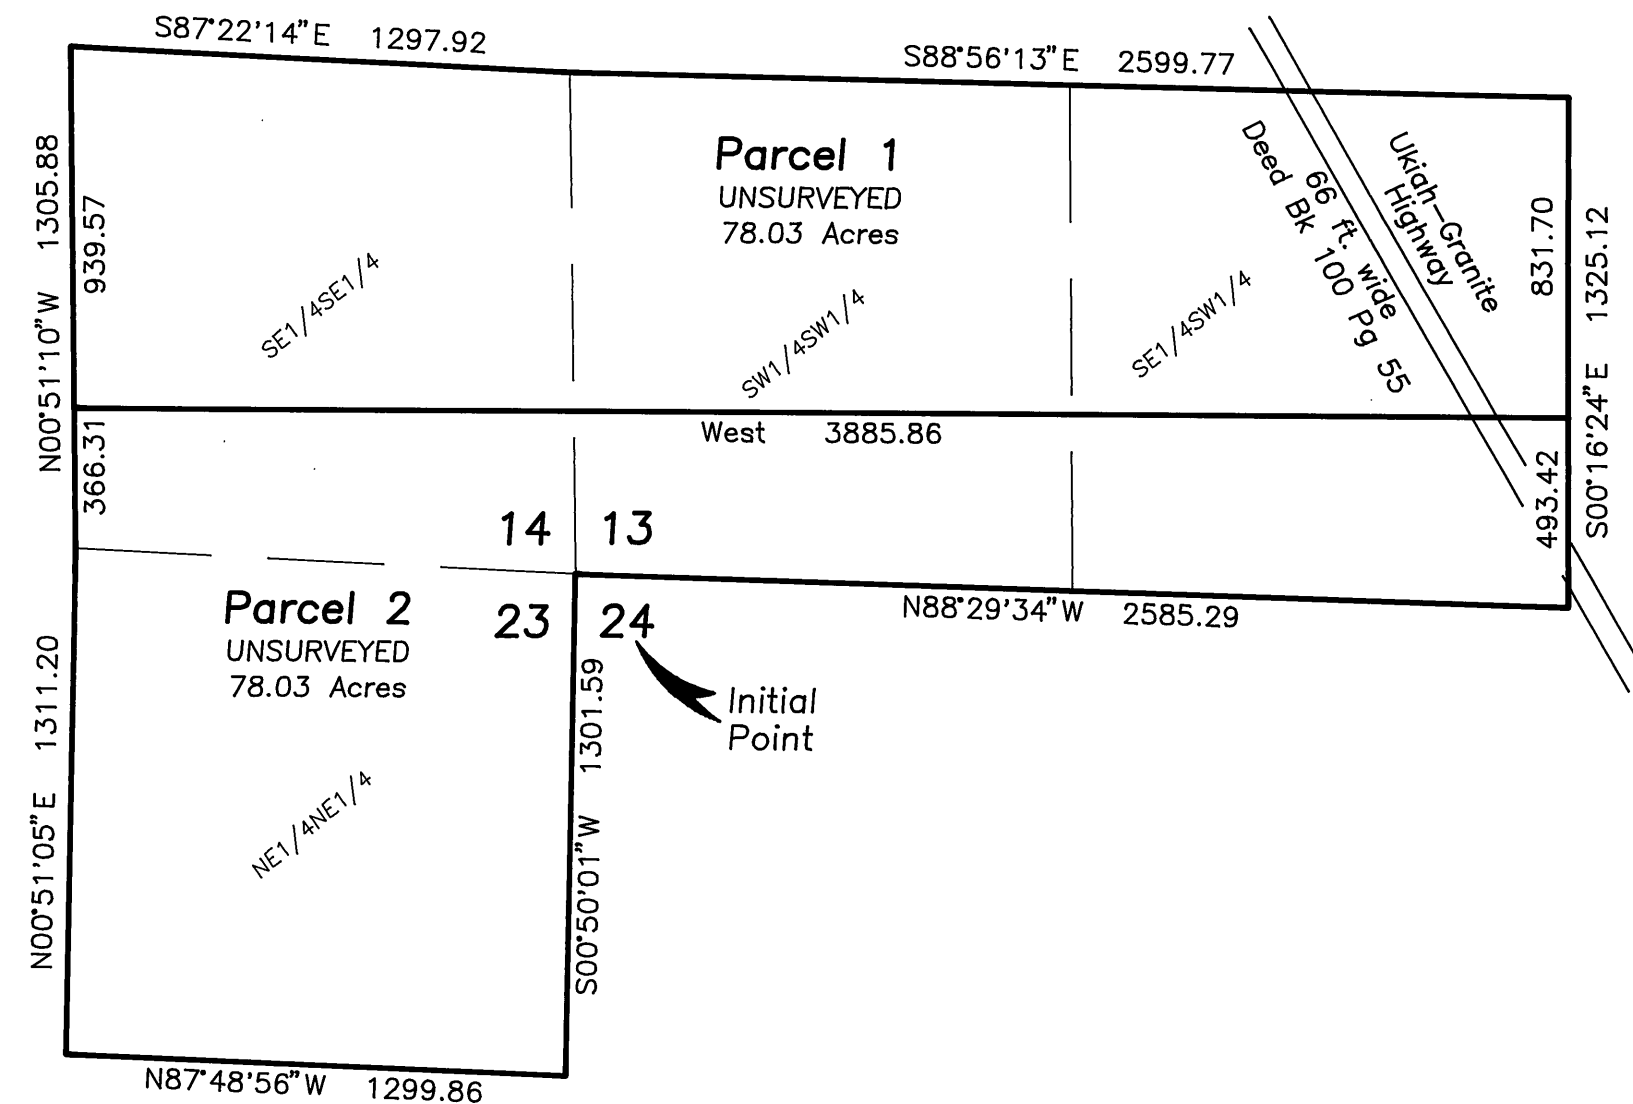 S87°22'14"E 1297.92
S88°56'13"E 2599.77
N00°51'10"W 1305.88
939.57
SE1/4SE1/4
Parcel 1
UNSURVEYED
78.03 Acres
SW1/4SW1/4
SE1/4SW1/4
66 ft. wide
Deed Bk 100 Pg 55
Ukiah-Granite
Highway
831.70
S00°16'24"E 1325.12
West 3885.86
366.31
493.42
14
13
23
24
N88°29'34"W 2585.29
Parcel 2
UNSURVEYED
78.03 Acres
Initial
Point
N00°51'05"E 1311.20
NE1/4NE1/4
S00°50'01"W 1301.59
N87°48'56"W 1299.86